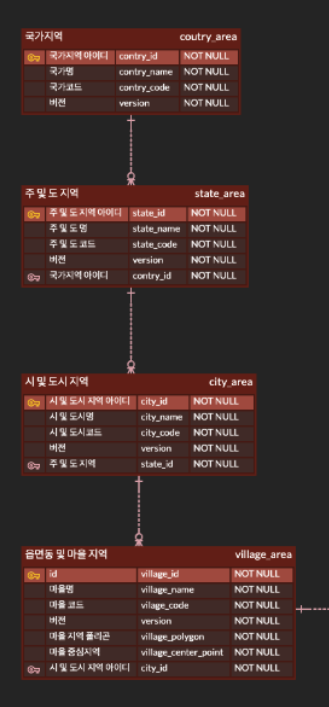 국가지역 coutry_area
국가지역 아이디 contry_id NOT NULL
국가명 contry_name NOT NULL
국가코드 contry_code NOT NULL
버전 version NOT NULL
주 및 도 지역 state_area
주 및 도 지역 아이디 state_id NOT NULL
주 및 도 명 state_name NOT NULL
주 및 도 코드 state_code NOT NULL
버전 version NOT NULL
국가지역 아이디 contry_id NOT NULL
시 및 도시 지역 city_area
시 및 도시 지역 아이디 city_id NOT NULL
시 및 도시명 city_name NOT NULL
시 및 도시코드 city_code NOT NULL
버전 version NOT NULL
주 및 도 지역 state_id NOT NULL
읍면동 및 마을 지역 village_area
id village_id NOT NULL
마을명 village_name NOT NULL
마을 코드 vilage_code NOT NULL
버전 version NOT NULL
마을 지역 폴리곤 village_polygon NOT NULL
마을 중심지역 village_center_point NOT NULL
시 및 도시 지역 아이디 city_id NOT NULL